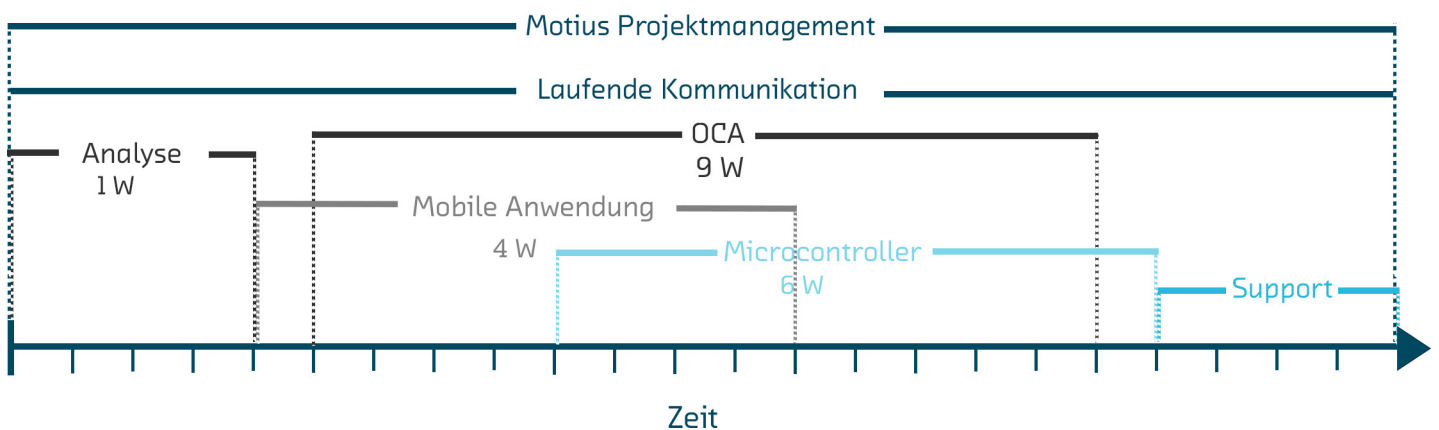 Motius Projektmanagement
Laufende Kommunikation
OCA
9 W
Analyse
1 W
Mobile Anwendung
4 W
Microcontroller
6 W
Support
Zeit